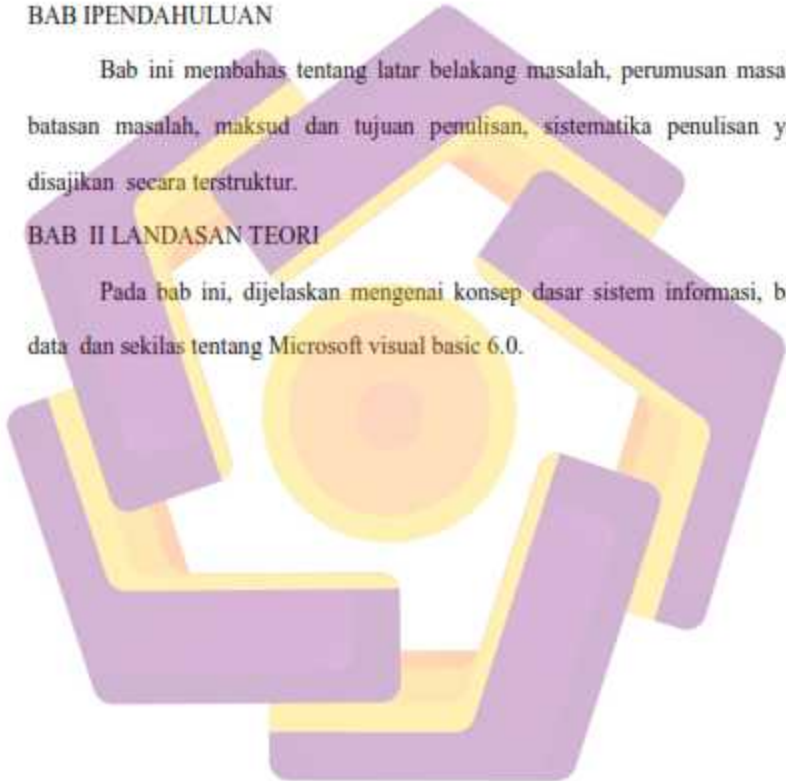 BAB IPENDAHULUAN
Bab ini membahas tentang latar belakang masalah, perumusan masa
batasan masalah, maksud dan tujuan penulisan, sistematika penulisan y
disajikan secara terstruktur.
BAB II LANDASAN TEORI
Pada bab ini, dijelaskan mengenai konsep dasar sistem informasi, b
data dan sekilas tentang Microsoft visual basic 6.0.